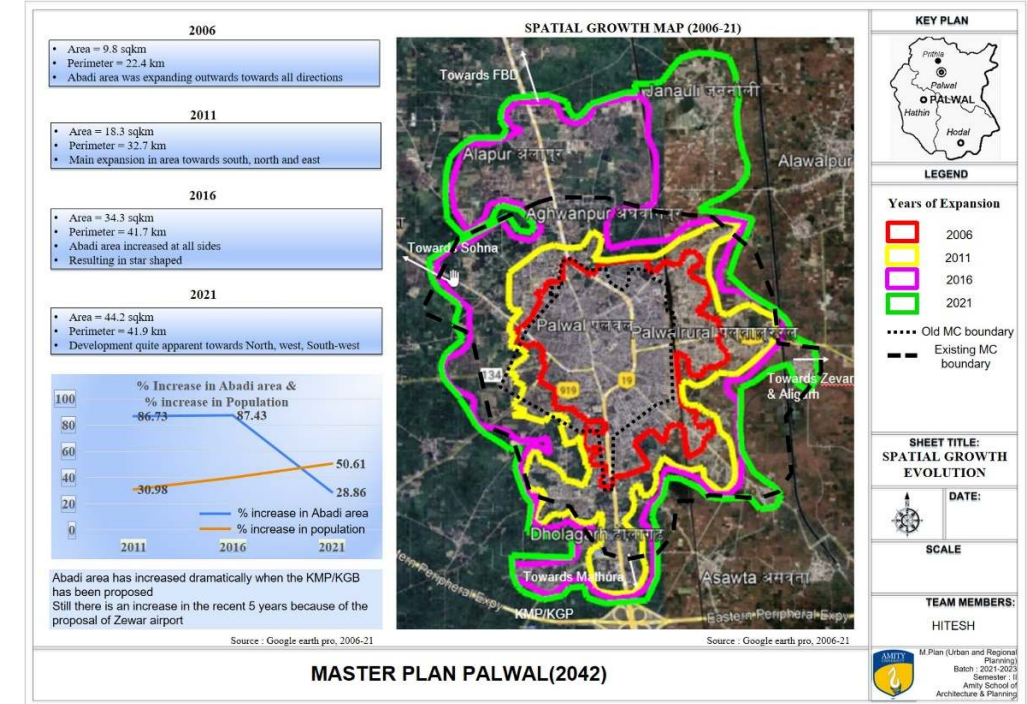 2006
• Area = 9.8 sqkm
• Perimeter = 22.4 km
• Abadi area was expanding outwards towards all directions
2011
• Area = 18.3 sqkm
• Perimeter = 32.7 km
• Main expansion in area towards south, north and east
2016
• Area = 34.3 sqkm
• Perimeter = 41.7 km
• Abadi area increased at all sides
• Resulting in star shaped
2021
• Area = 44.2 sqkm
• Perimeter = 41.9 km
• Development quite apparent towards North, west, South-west
% Increase in Abadi area &
% increase in Population
100
80
60
40
20
0
86.73
87.43
50.61
30.98
28.86
% increase in Abadi area
% increase in population
2011 2016 2021
Abadi area has increased dramatically when the KMP/KGB
has been proposed
Still there is an increase in the recent 5 years because of the
proposal of Zewar airport
Source : Google earth pro, 2006-21
SPATIAL GROWTH MAP (2006-21)
Towards FBD
Janauli जननौली
Alapur अलापुर
Alawalpur
Aghwanpur अघवानपुर
Towards Sohna
Palwal पलवल
Palwalrural पलवालरूरल
134
919
19
Towards Zevar
& Aligarh
Dholagarh
Towards Mathura
Asawta असवता
KMP/KGP
Eastern Peripheral Expy
Eastern Peripheral Expy
Source : Google earth pro, 2006-21
KEY PLAN
Prithla
Palwal
PALWAL
Hathin
Hodal
LEGEND
Years of Expansion
2006
2011
2016
2021
Old MC boundary
Existing MC
boundary
SHEET TITLE:
SPATIAL GROWTH
EVOLUTION
N
DATE:
SCALE
TEAM MEMBERS:
HITESH
AMITY
UNIVERSITY
M.Plan (Urban and Regional
Planning)
Batch : 2021-2023
Semester : II
Amity School of
Architecture & Planning
MASTER PLAN PALWAL(2042)